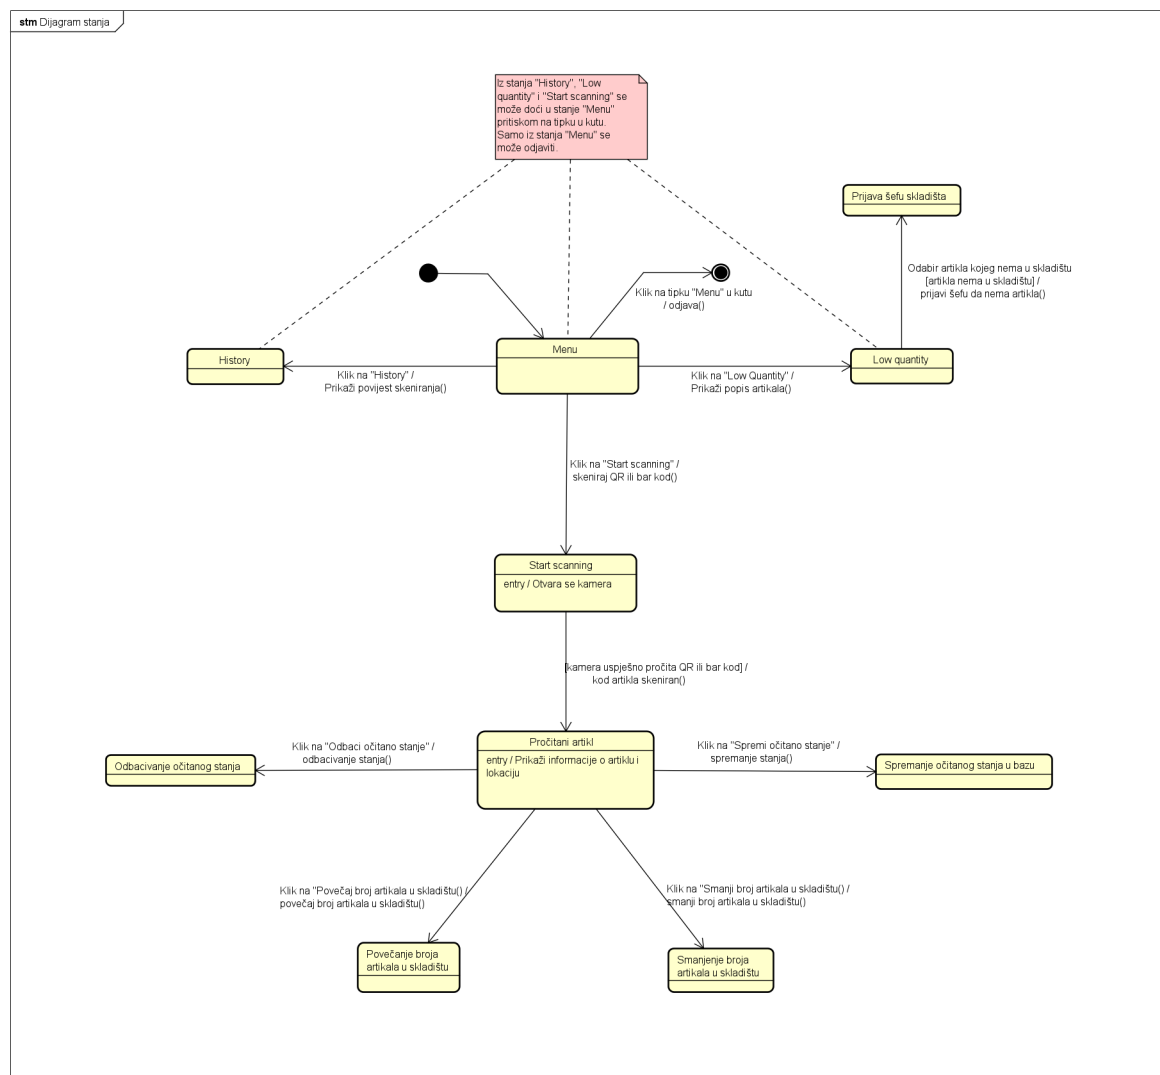 stm Dijagram stanja
Iz stanja "History", "Low
quantity" i "Start scanning" se
može doći u stanje "Menu"
pritiskom na tipku u kutu.
Samo iz stanja "Menu" se
može odjaviti.
Prijava šefu skladišta
Odabir artikla kojeg nema u skladištu
[artikla nema u skladištu] /
prijavi šefu da nema artikla()
Klik na tipku "Menu" u kutu
/ odjava()
History
Menu
Low quantity
Klik na "History" /
Prikaži povijest skeniranja()
Klik na "Low Quantity" /
Prikaži popis artikala()
Klik na "Start scanning" /
skeniraj QR ili bar kod()
Start scanning
entry / Otvara se kamera
[kamera uspješno pročita QR ili bar kod] /
kod artikla skeniran()
Pročitani artikl
entry / Prikaži informacije o artiklu i
lokaciju
Klik na "Odbaci očitano stanje" /
odbacivanje stanja()
Klik na "Spremi očitano stanje" /
spremanje stanja()
Odbacivanje očitanog stanja
Spremanje očitanog stanja u bazu
Klik na "Povečaj broj artikala u skladištu() /
povečaj broj artikala u skladištu()
Klik na "Smanji broj artikala u skladištu() /
smanji broj artikala u skladištu()
Povečanje broja
artikala u skladištu
Smanjenje broja
artikala u skladištu